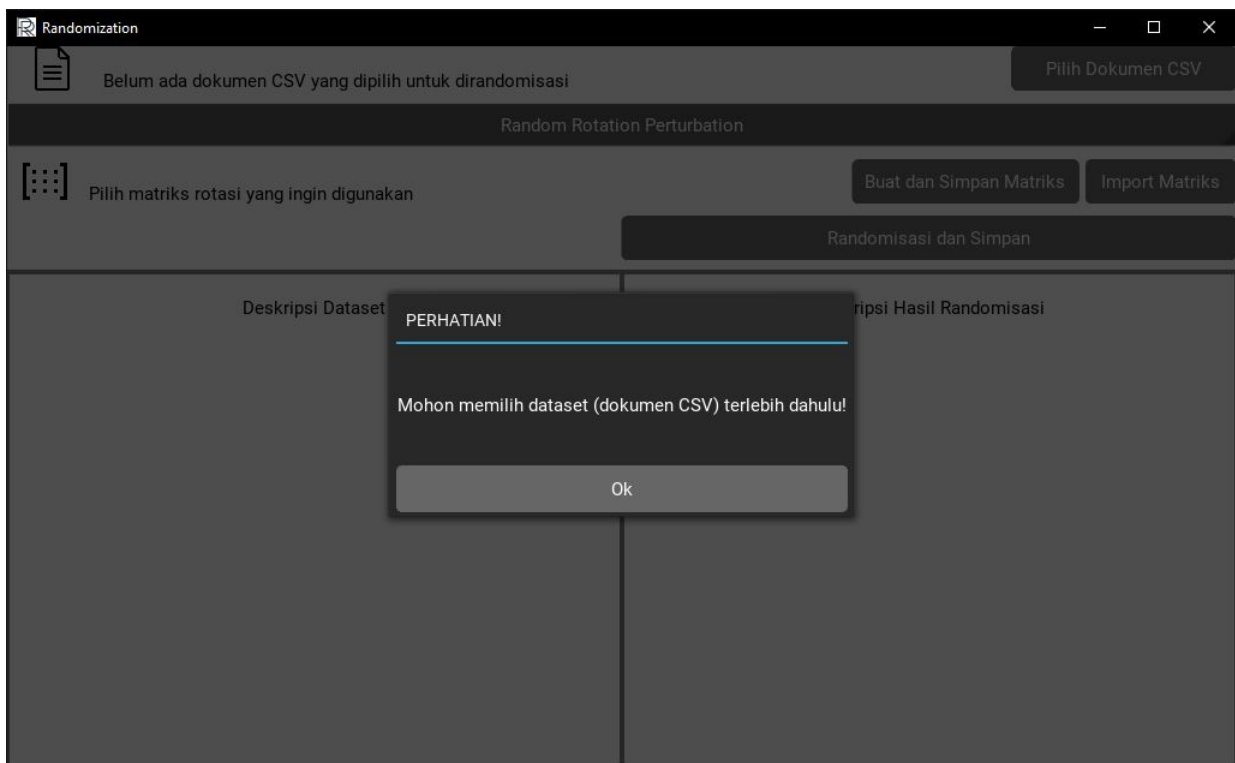 Randomization
Belum ada dokumen CSV yang dipilih untuk dirandomisasi
Pilih Dokumen CSV
Random Rotation Perturbation
Pilih matriks rotasi yang ingin digunakan
Buat dan Simpan Matriks
Import Matriks
Randomisasi dan Simpan
Deskripsi Dataset
ripsi Hasil Randomisasi
PERHATIAN!
Mohon memilih dataset (dokumen CSV) terlebih dahulu!
Ok